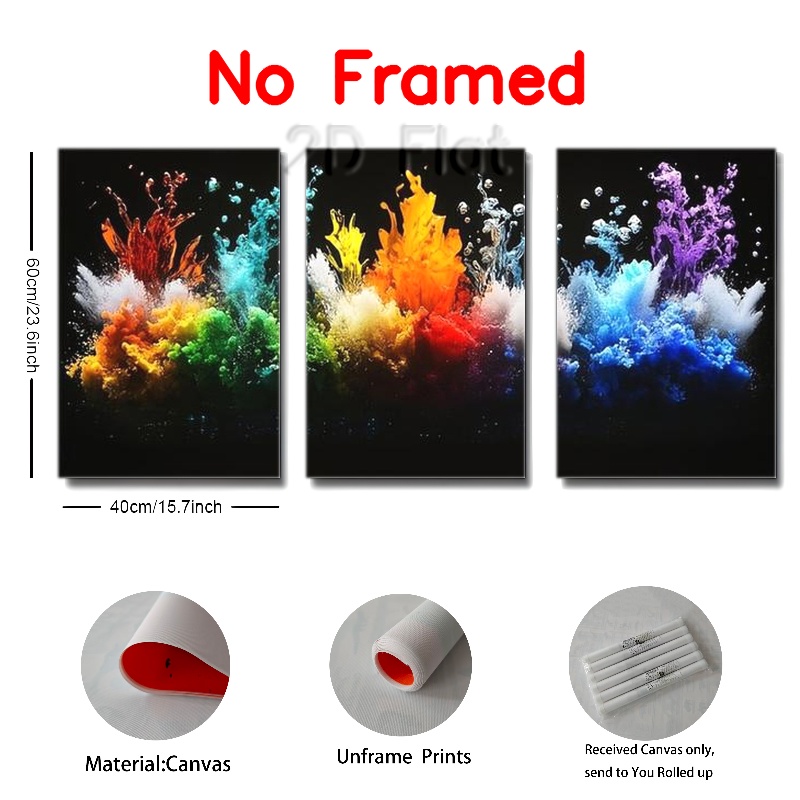 No Framed
2D Flat
60cm/23.6inch
40cm/15.7inch
Material:Canvas
Unframe Prints
Received Canvas only,
send to You Rolled up